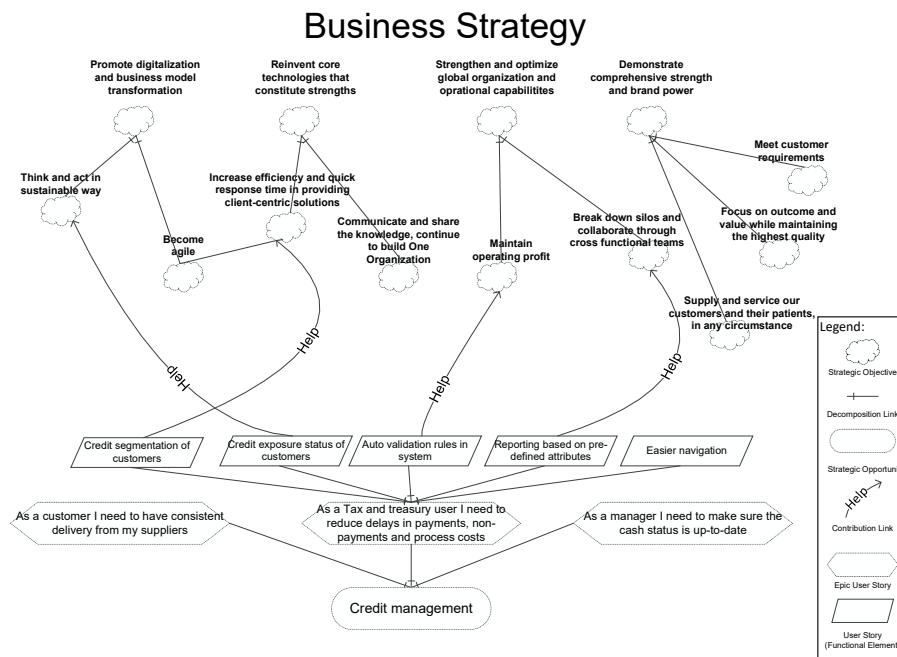 Business Strategy
Promote digitalization
and business model
transformation
Reinvent core
technologies that
constitute strengths
Strengthen and optimize
global organization and
oprational capabilitites
Demonstrate
comprehensive strength
and brand power
Meet customer
requirements
Think and act in
sustainable way
Increase efficiency and quick
response time in providing
client-centric solutions
Communicate and share
the knowledge, continue
to build One
Organization
Become
agile
Maintain
operating profit
Break down silos and
collaborate through
cross functional teams
Focus on outcome and
value while maintaining
the highest quality
Supply and service our
customers and their patients,
in any circumstance
Help
Help
Help
Help
Credit segmentation of
customers
Credit exposure status of
customers
Auto validation rules in
system
Reporting based on pre-
defined attributes
Easier navigation
As a customer I need to have consistent
delivery from my suppliers
As a Tax and treasury user I need to
reduce delays in payments, non-
payments and process costs
As a manager I need to make sure the
cash status is up-to-date
Credit management
Legend:
Strategic Objective
Decomposition Link
Strategic Opportuni
Help
Contribution Link
Epic User Story
User Story
(Functional Element